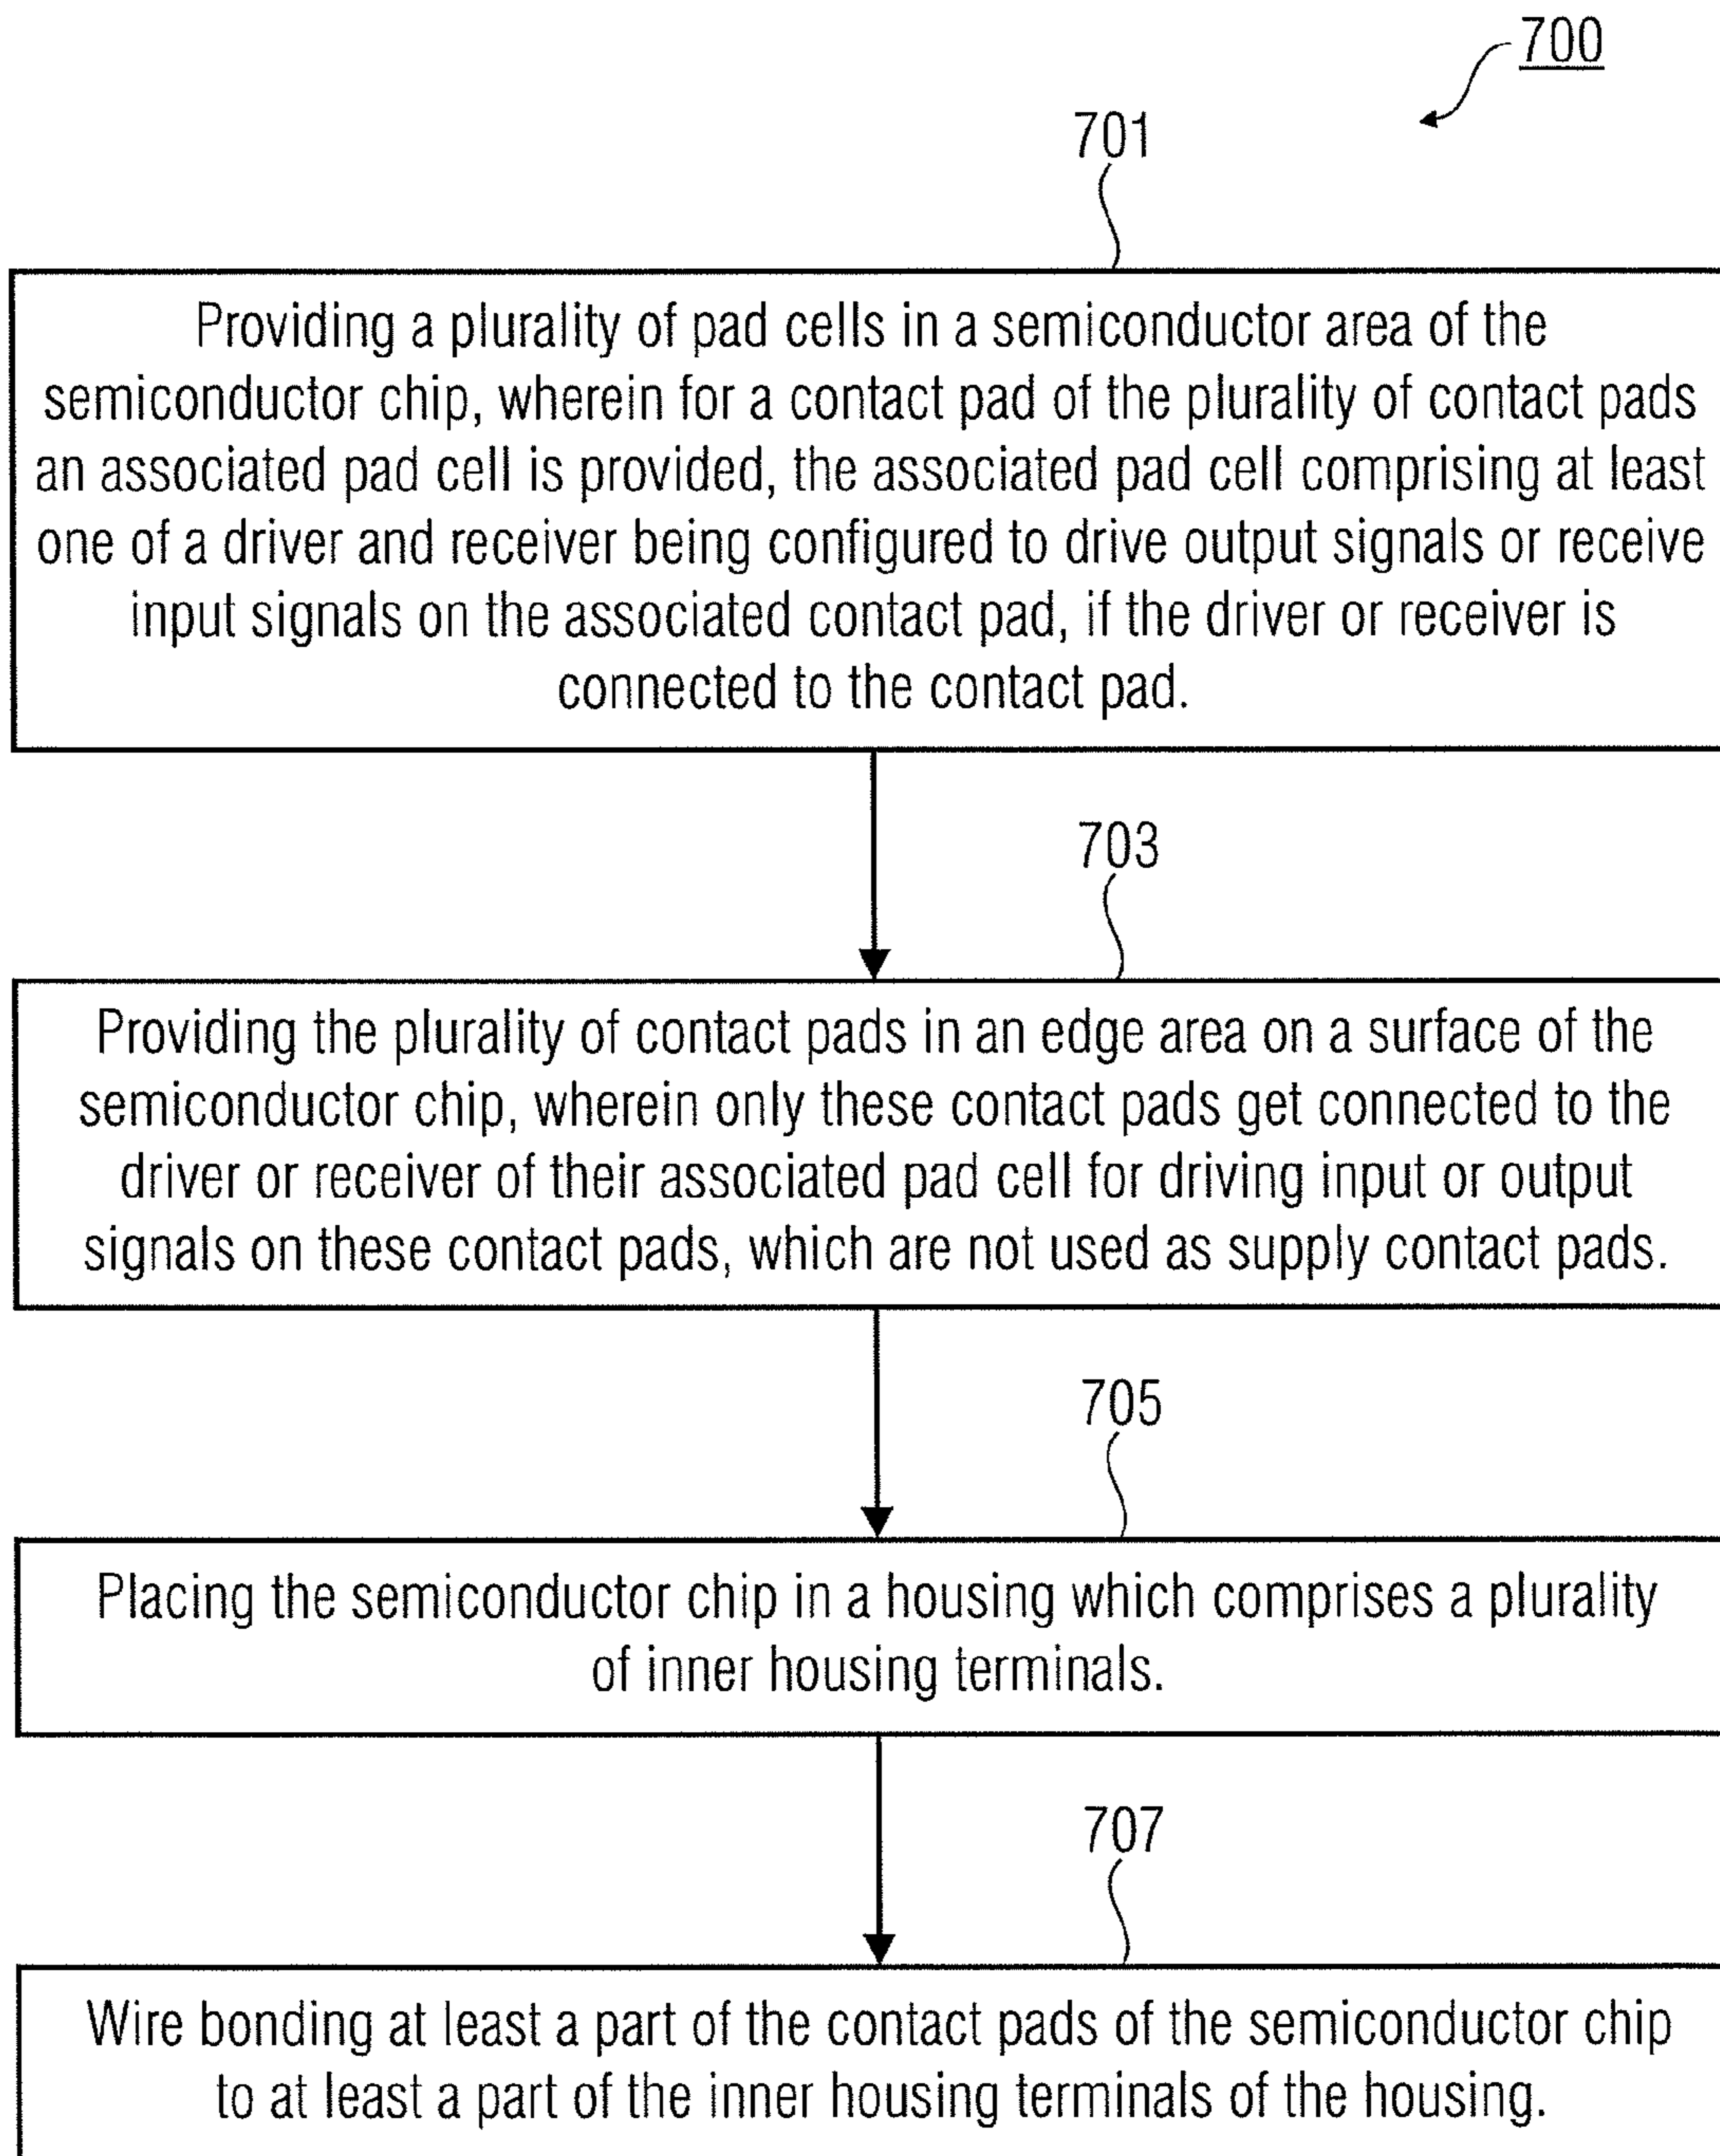 700
701
Providing a plurality of pad cells in a semiconductor area of the
semiconductor chip, wherein for a contact pad of the plurality of contact pads
an associated pad cell is provided, the associated pad cell comprising at least
one of a driver and receiver being configured to drive output signals or receive
input signals on the associated contact pad, if the driver or receiver is
connected to the contact pad.
703
Providing the plurality of contact pads in an edge area on a surface of the
semiconductor chip, wherein only these contact pads get connected to the
driver or receiver of their associated pad cell for driving input or output
signals on these contact pads, which are not used as supply contact pads.
705
Placing the semiconductor chip in a housing which comprises a plurality
of inner housing terminals.
707
Wire bonding at least a part of the contact pads of the semiconductor chip
to at least a part of the inner housing terminals of the housing.